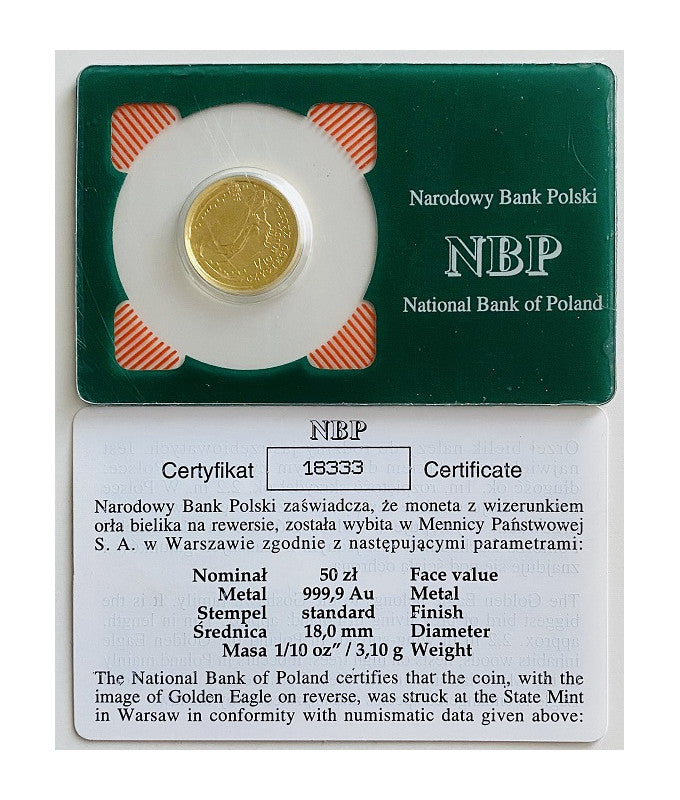 Narodowy Bank Polski
NBP
National Bank of Poland
NBP
Certyfikat 18333 Certificate
Narodowy Bank Polski zaświadcza, że moneta z wizerunkiem
orła bielika na rewersie, została wybita w Mennicy Państwowej
S. A. w Warszawie zgodnie z następującymi parametrami:
Nominał 50 zł Face value
Metal 999,9 Au Metal
Stempel standard Finish
Średnica 18,0 mm Diameter
Masa 1/10 oz” / 3,10 g Weight
The National Bank of Poland certifies that the coin, with the
image of Golden Eagle on reverse, was struck at the State Mint
in Warsaw in conformity with numismatic data given above: